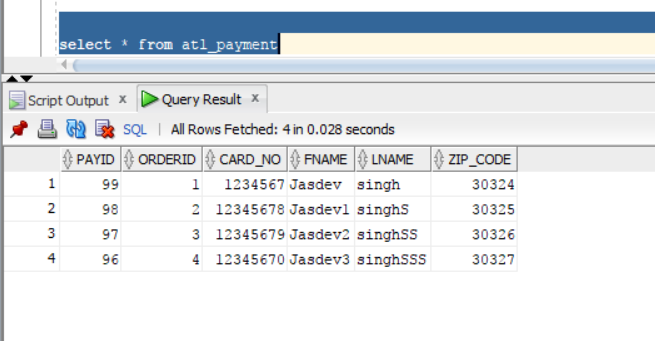 select * from atl_payment
Script Output x Query Result x
SQL | All Rows Fetched: 4 in 0.028 seconds
PAYID ORDERID CARD_NO FNAME LNAME ZIP_CODE
1 99 1 1234567 Jasdev singh 30324
2 98 2 12345678 Jasdev1 singhS 30325
3 97 3 12345679 Jasdev2 singhSS 30326
4 96 4 12345670 Jasdev3 singhSSS 30327